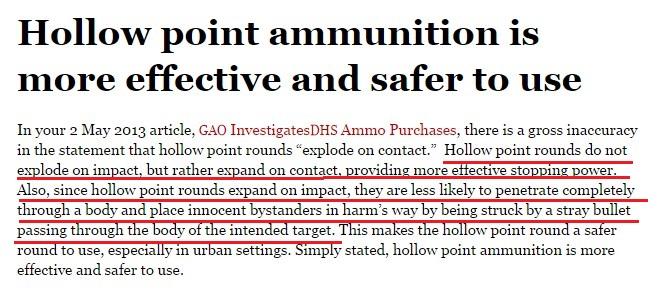 Hollow point ammunition is
more effective and safer to use
In your 2 May 2013 article, GAO InvestigatesDHS Ammo Purchases, there is a gross inaccuracy
in the statement that hollow point rounds “explode on contact.”  Hollow point rounds do not
explode on impact, but rather expand on contact, providing more effective stopping power.
Also, since hollow point rounds expand on impact, they are less likely to penetrate completely
through a body and place innocent bystanders in harm’s way by being struck by a stray bullet
passing through the body of the intended target. This makes the hollow point round a safer
round to use, especially in urban settings. Simply stated, hollow point ammunition is more
effective and safer to use.